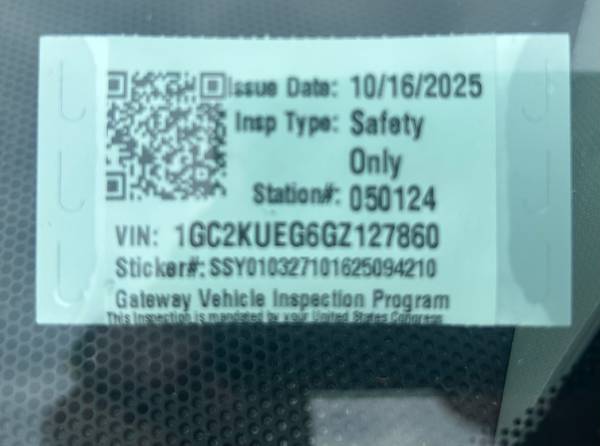 Issue Date: 10/16/2025
Insp Type: Safety
Only
Station#: 050124
VIN: 1GC2KUEG6GZ127860
Sticker#: SSY010327101625094210
Gateway Vehicle Inspection Program
This Inspection is mandated by your United States Congress